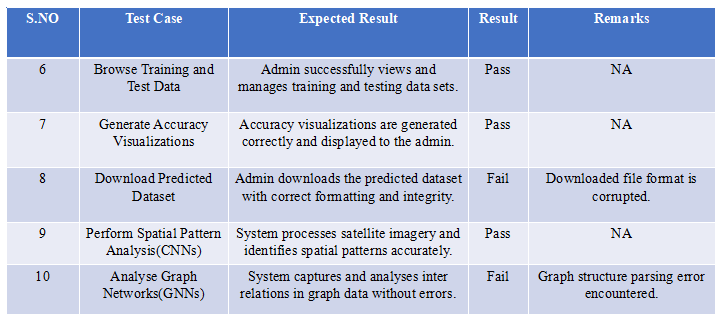 S.NO Test Case Expected Result Result Remarks
6 Browse Training and Admin successfully views and Pass NA
Test Data manages training and testing data sets.
7 Generate Accuracy Accuracy visualizations are generated Pass NA
Visualizations correctly and displayed to the admin.
8 Download Predicted Admin downloads the predicted dataset Fail Downloaded file format is
Dataset with correct formatting and integrity. corrupted.
9 Perform Spatial Pattern System processes satellite imagery and Pass NA
Analysis(CNNs) identifies spatial patterns accurately.
10 Analyse Graph System captures and analyses inter Fail Graph structure parsing error
Networks(GNNs) relations in graph data without errors. encountered.